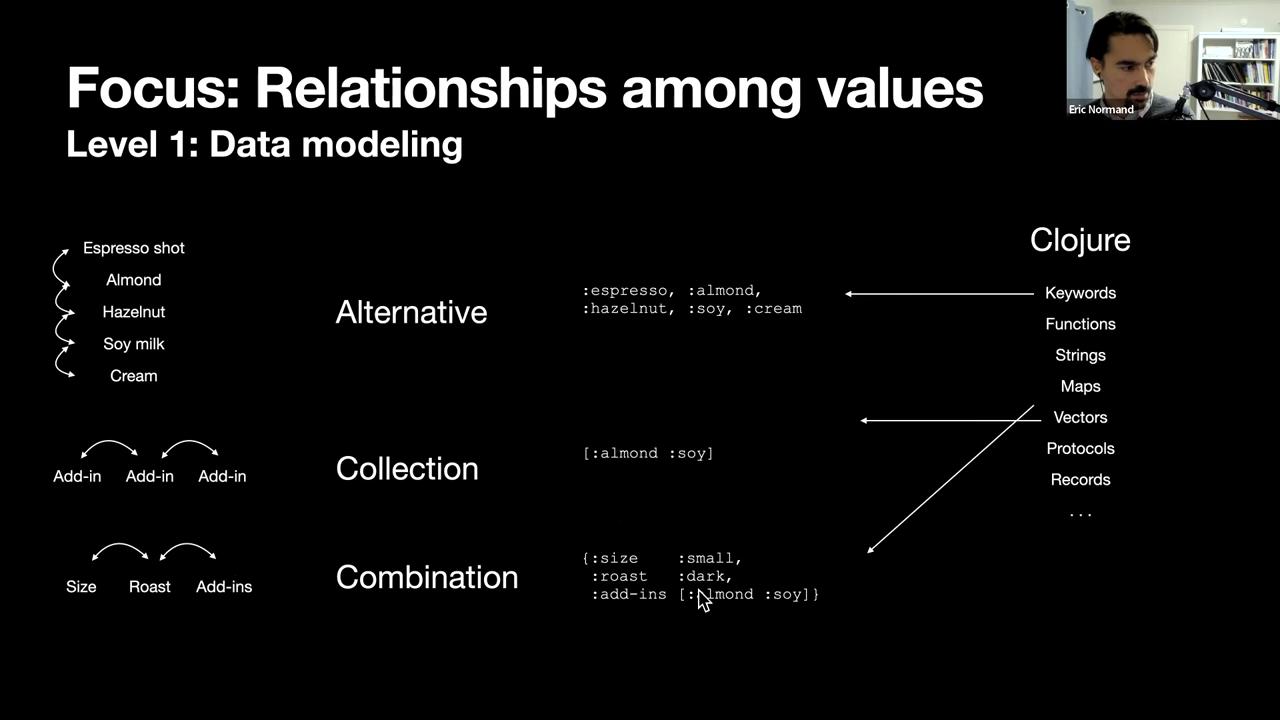 Focus: Relationships among values
Level 1: Data modeling
Eric Normand
Espresso shot
Almond
Hazelnut
Soy milk
Cream
Alternative
:espresso, :almond,
:hazelnut, :soy, :cream
Add-in Add-in Add-in
Collection
[:almond :soy]
Size Roast Add-ins
Combination
{:size :small,
:roast :dark,
:add-ins [:almond :soy]}
Clojure
Keywords
Functions
Strings
Maps
Vectors
Protocols
Records
...